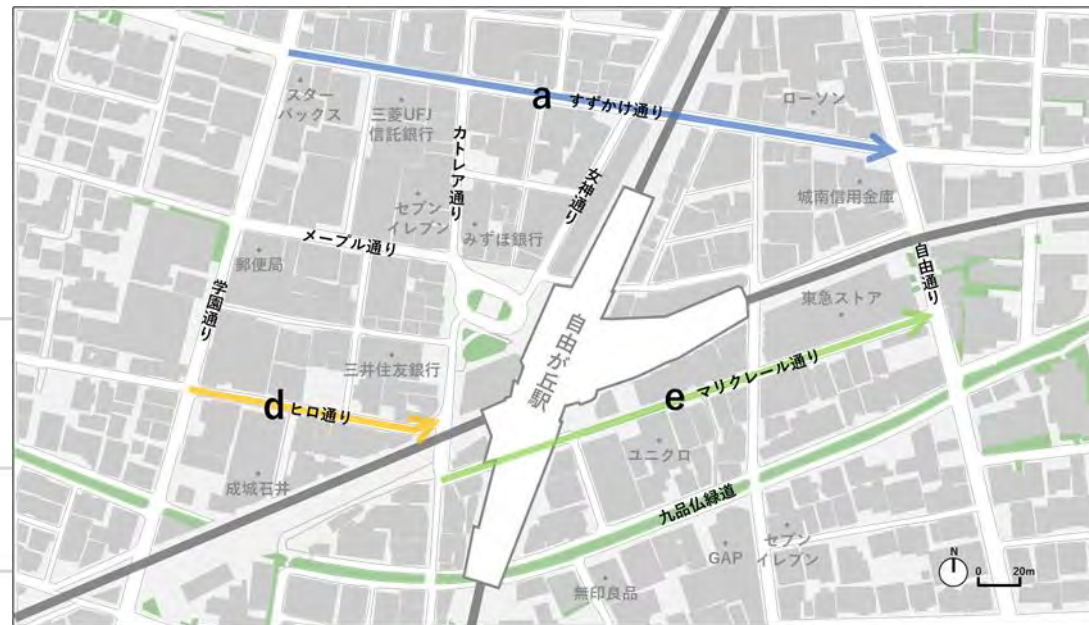 スター
バックス
三菱UFJ
信託銀行
a すずかけ通り
ローソン
カトレア通り
女神通り
城南信用金庫
セブン
イレブン
みずほ銀行
メープル通り
郵便局
学園通り
自由通り
東急ストア
自由が丘駅
三井住友銀行
d ヒロ通り
e マリクレール通り
ユニクロ
成城石井
九品仏緑道
GAP
セブン
イレブン
無印良品
N
0 20m